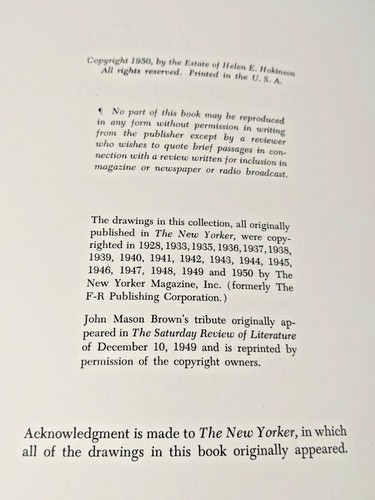 Copyright 1950, by the Estate of Helen E. Hokinson
All rights reserved. Printed in the U. S. A.
¶ No part of this book may be reproduced
in any form without permission in writing
from the publisher except by a reviewer
who wishes to quote brief passages in con-
nection with a review written for inclusion in
magazine or newspaper or radio broadcast.
The drawings in this collection, all originally
published in The New Yorker, were copy-
righted in 1928, 1933, 1935, 1936, 1937, 1938,
1939, 1940, 1941, 1942, 1943, 1944, 1945,
1946, 1947, 1948, 1949 and 1950 by The
New Yorker Magazine, Inc. (formerly The
F-R Publishing Corporation.)
John Mason Brown's tribute originally ap-
peared in The Saturday Review of Literature
of December 10, 1949 and is reprinted by
permission of the copyright owners.
Acknowledgment is made to The New Yorker, in which
all of the drawings in this book originally appeared.